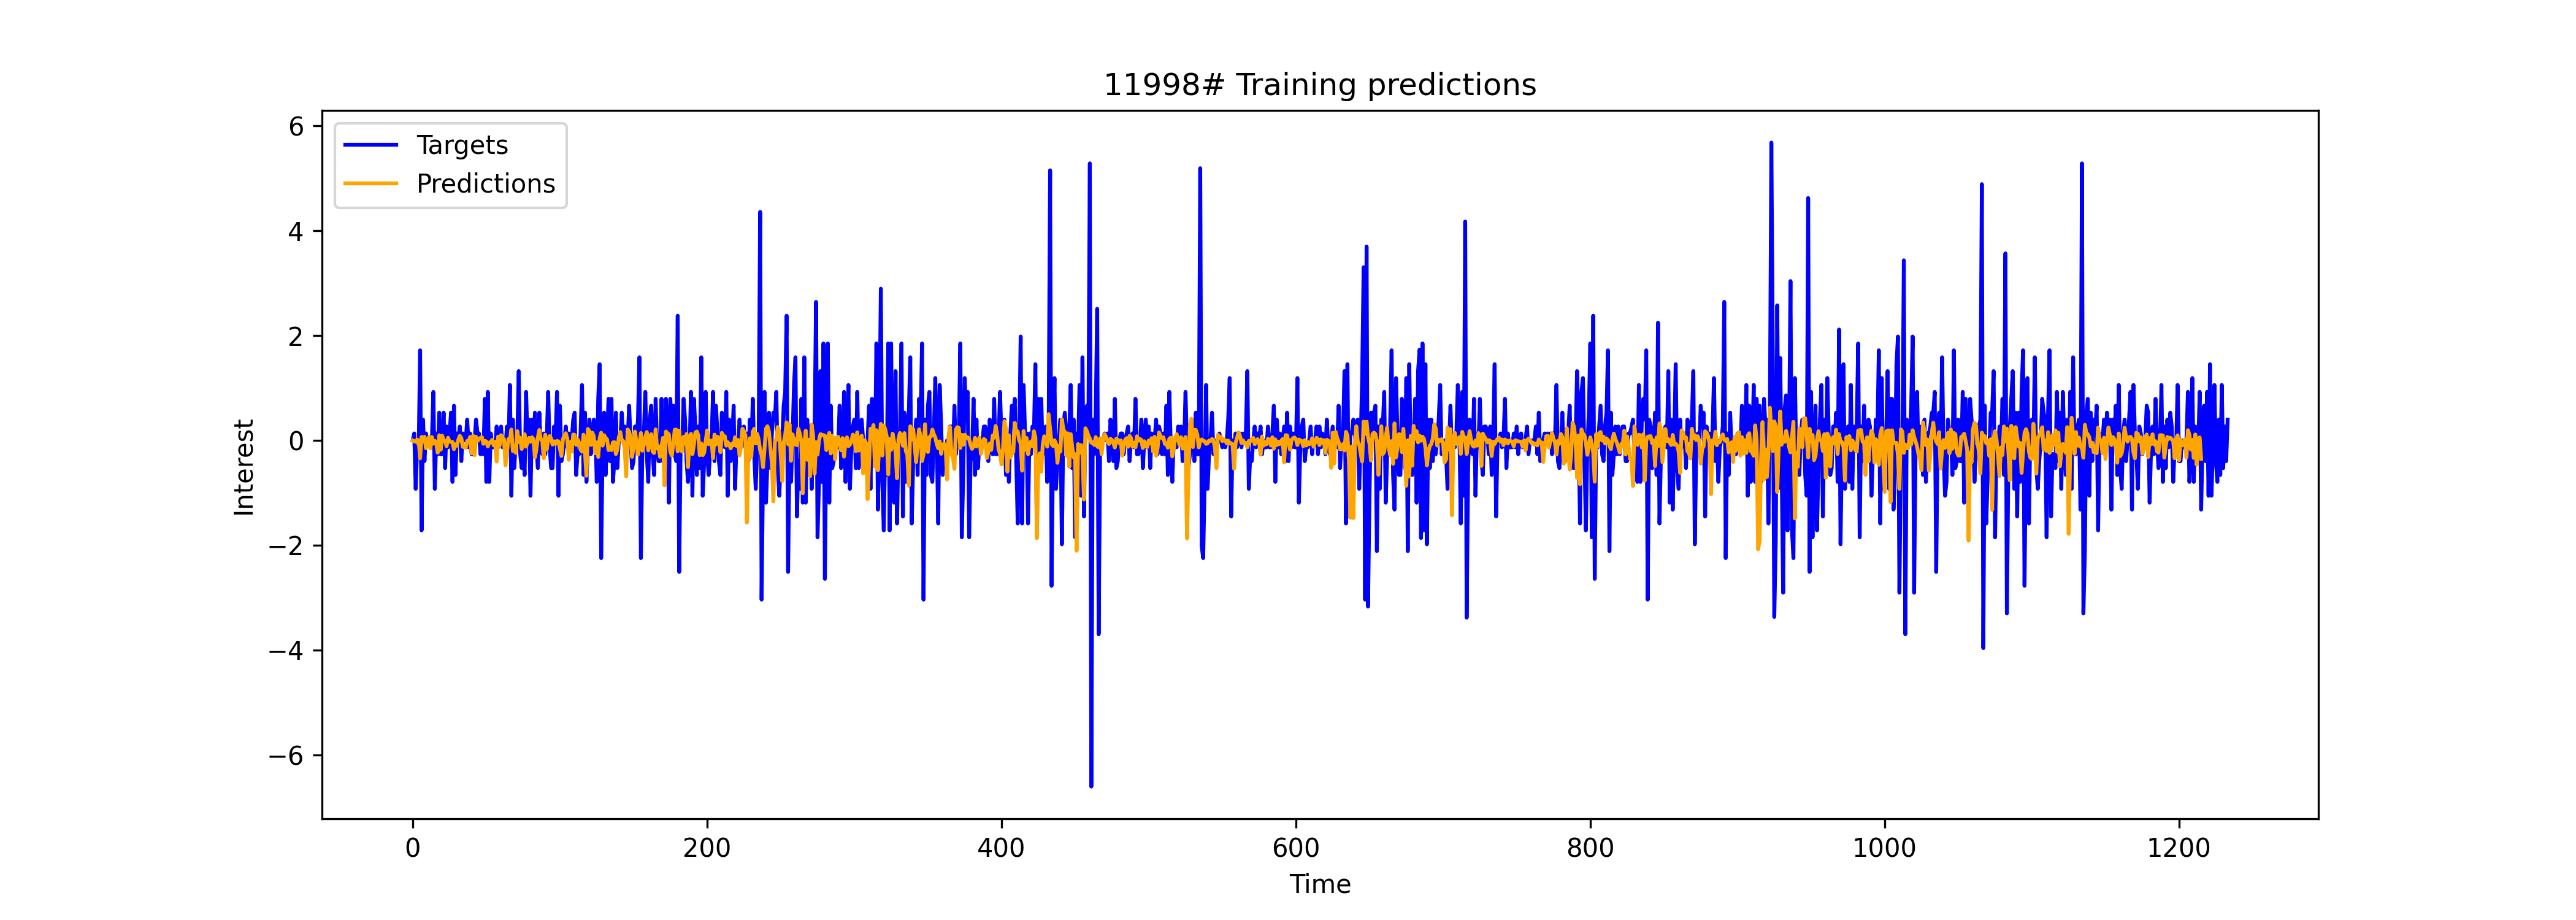 11998# Training predictions
Targets
Predictions
6
4
2
0
−2
−4
−6
Interest
0 200 400 600 800 1000 1200
Time